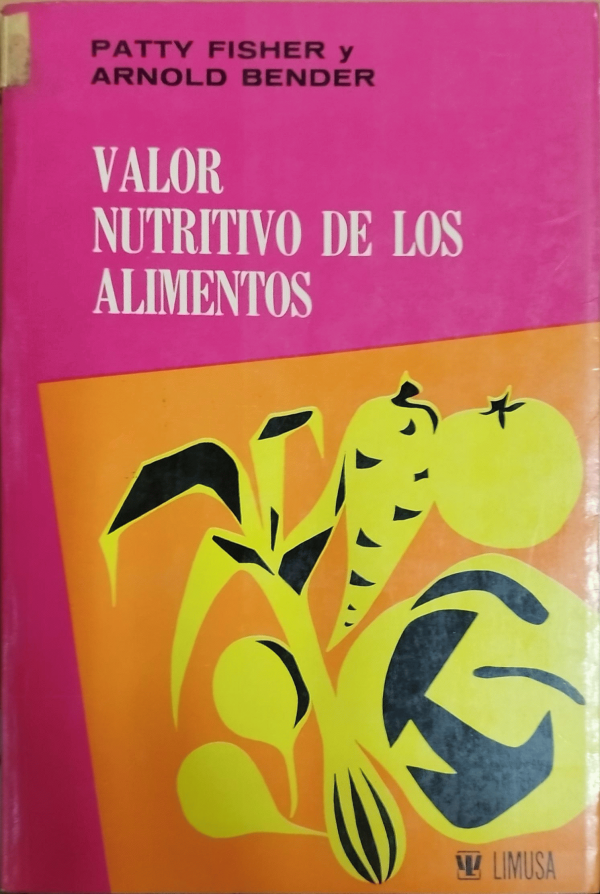 PATTY FISHER y
ARNOLD BENDER
VALOR
NUTRITIVO DE LOS
ALIMENTOS
LIMUSA